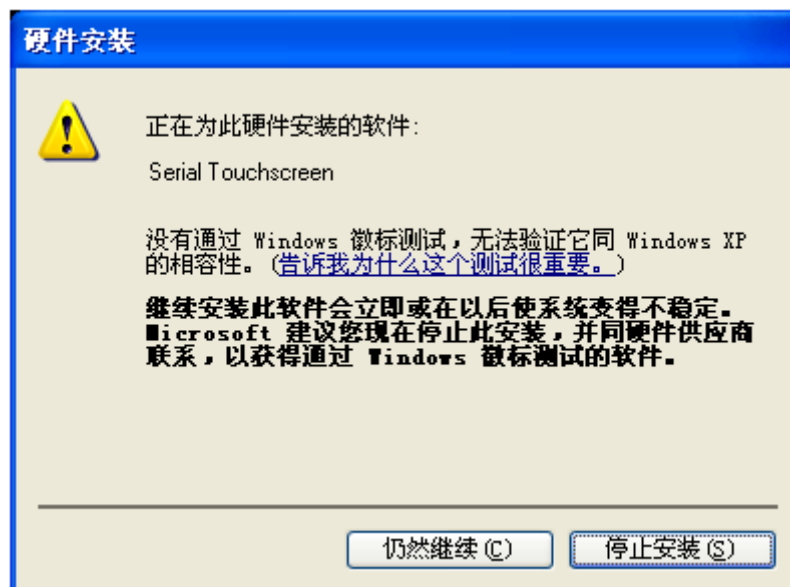 硬件安装
正在为此硬件安装的软件:
Serial Touchscreen
没有通过 Windows 徽标测试，无法验证它同 Windows XP
的相容性。(告诉我为什么这个测试很重要。)
继续安装此软件会立即或在以后使系统变得不稳定。
Microsoft 建议您现在停止此安装，并同硬件供应商
联系，以获得通过 Windows 徽标测试的软件。
仍然继续(C)
停止安装(S)